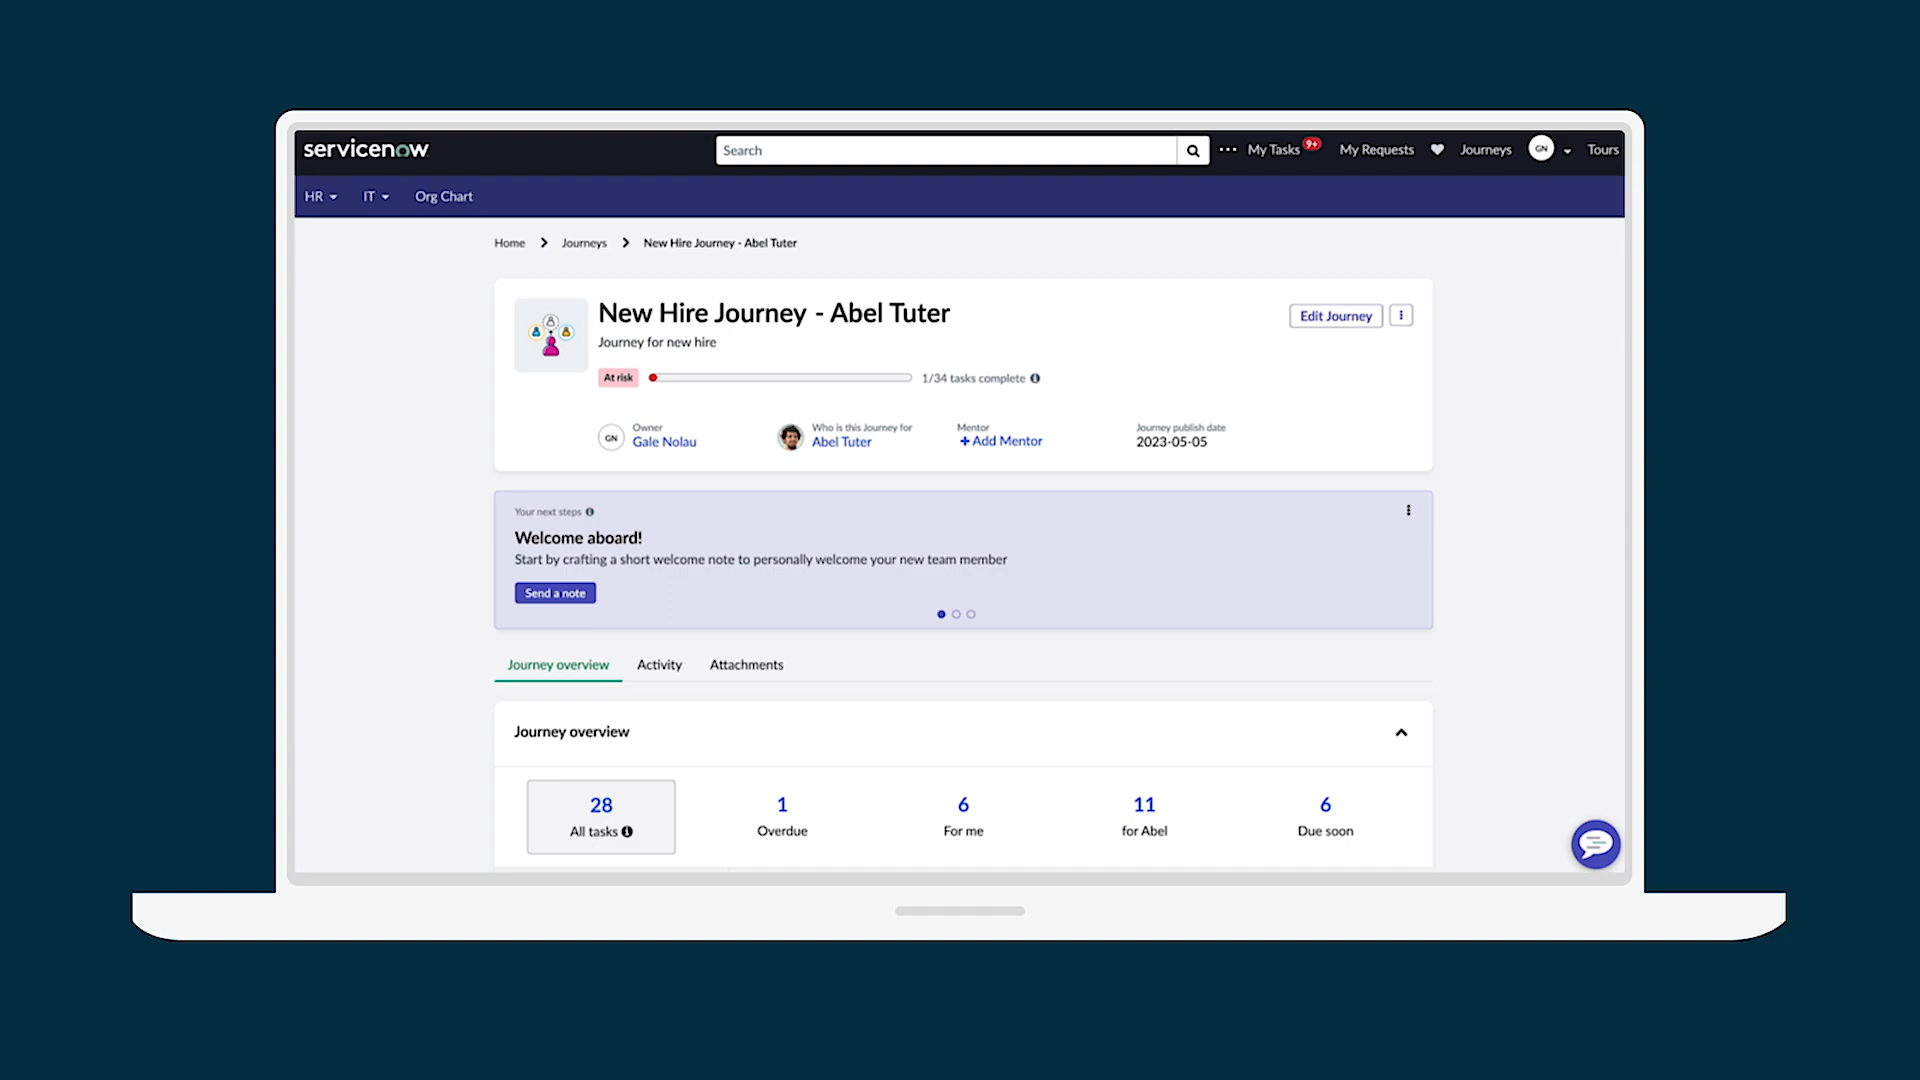 servicenow
Search
My Tasks 9+
My Requests
Journeys
GN
Tours
HR
IT
Org Chart
Home > Journeys > New Hire Journey - Abel Tuter
New Hire Journey - Abel Tuter
Edit Journey
Journey for new hire
At risk
1/34 tasks complete
GN
Owner
Gale Nolau
Who is this Journey for
Abel Tuter
Mentor
+Add Mentor
Journey publish date
2023-05-05
Your next steps
Welcome aboard!
Start by crafting a short welcome note to personally welcome your new team member
Send a note
Journey overview
Activity
Attachments
Journey overview
28
All tasks
1
Overdue
6
For me
11
for Abel
6
Due soon